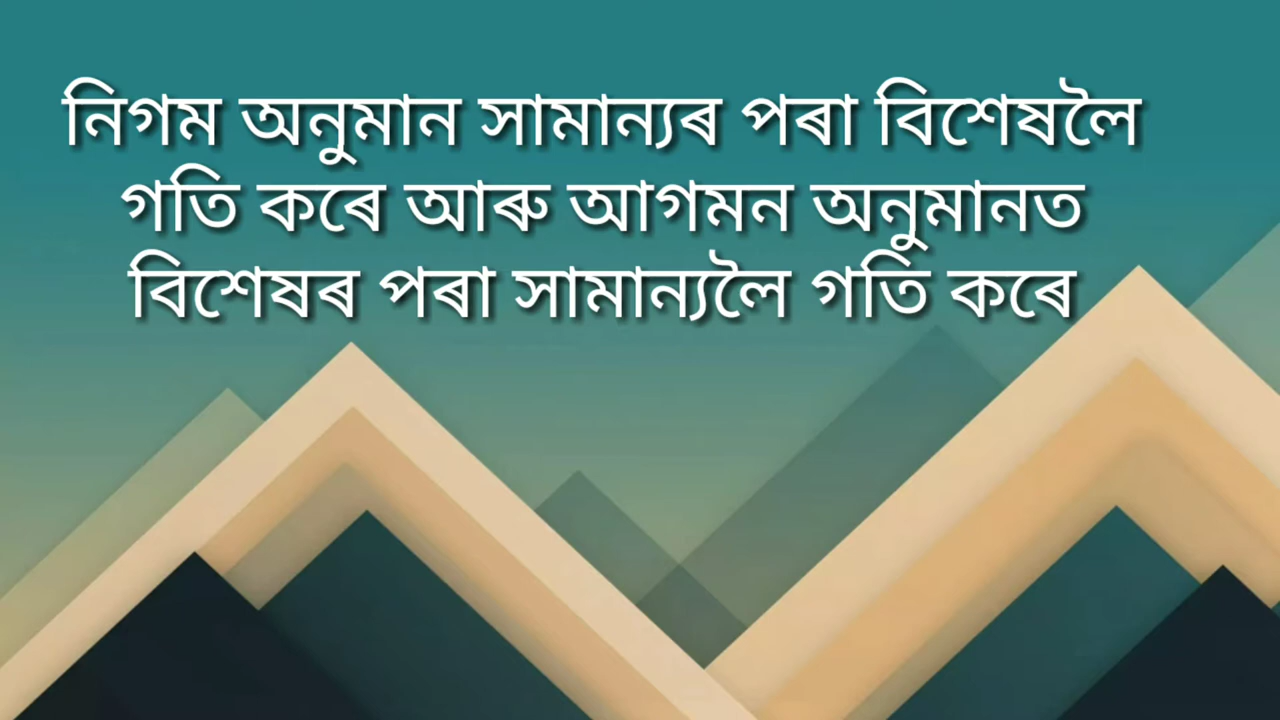 নিগম অনুমান সামান্যৰ পৰা বিশেষলৈ
গতি কৰে আৰু আগমন অনুমানত
বিশেষৰ পৰা সামান্যলৈ গতি কৰে